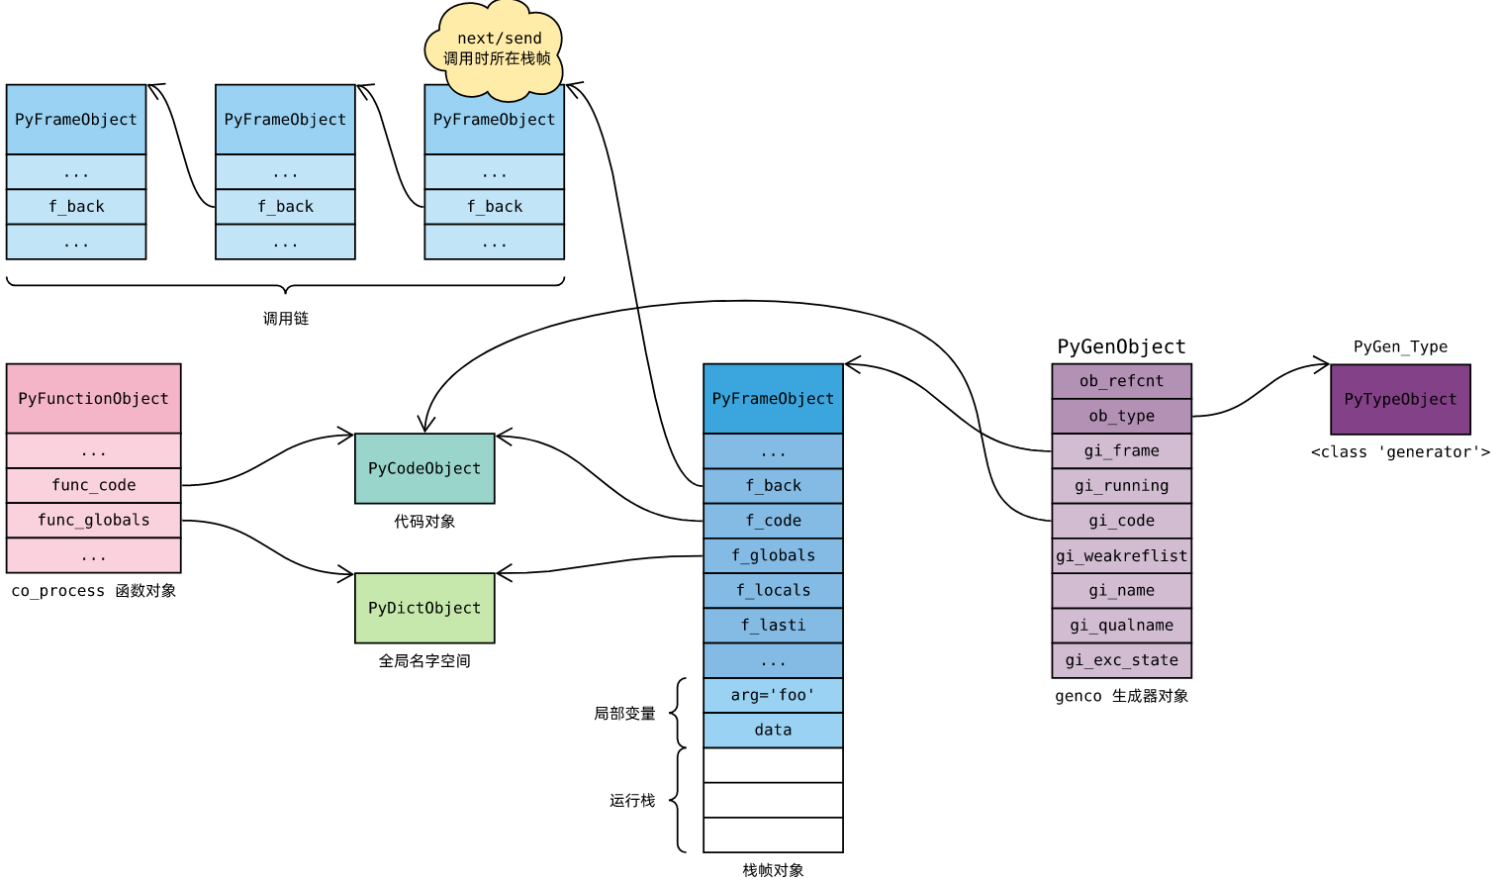 next/send
调用时所在栈帧
PyFrameObject
...
f_back
...
PyFrameObject
...
f_back
...
PyFrameObject
...
f_back
...
调用链
PyFunctionObject
...
func_code
func_globals
...
co_process 函数对象
PyCodeObject
代码对象
PyDictObject
全局名字空间
PyFrameObject
...
f_back
f_code
f_globals
f_locals
f_lasti
...
arg='foo'
data
局部变量
运行栈
栈帧对象
PyGenObject
ob_refcnt
ob_type
gi_frame
gi_running
gi_code
gi_weakreflist
gi_name
gi_qualname
gi_exc_state
genco 生成器对象
PyGen_Type
PyTypeObject
<class 'generator'>